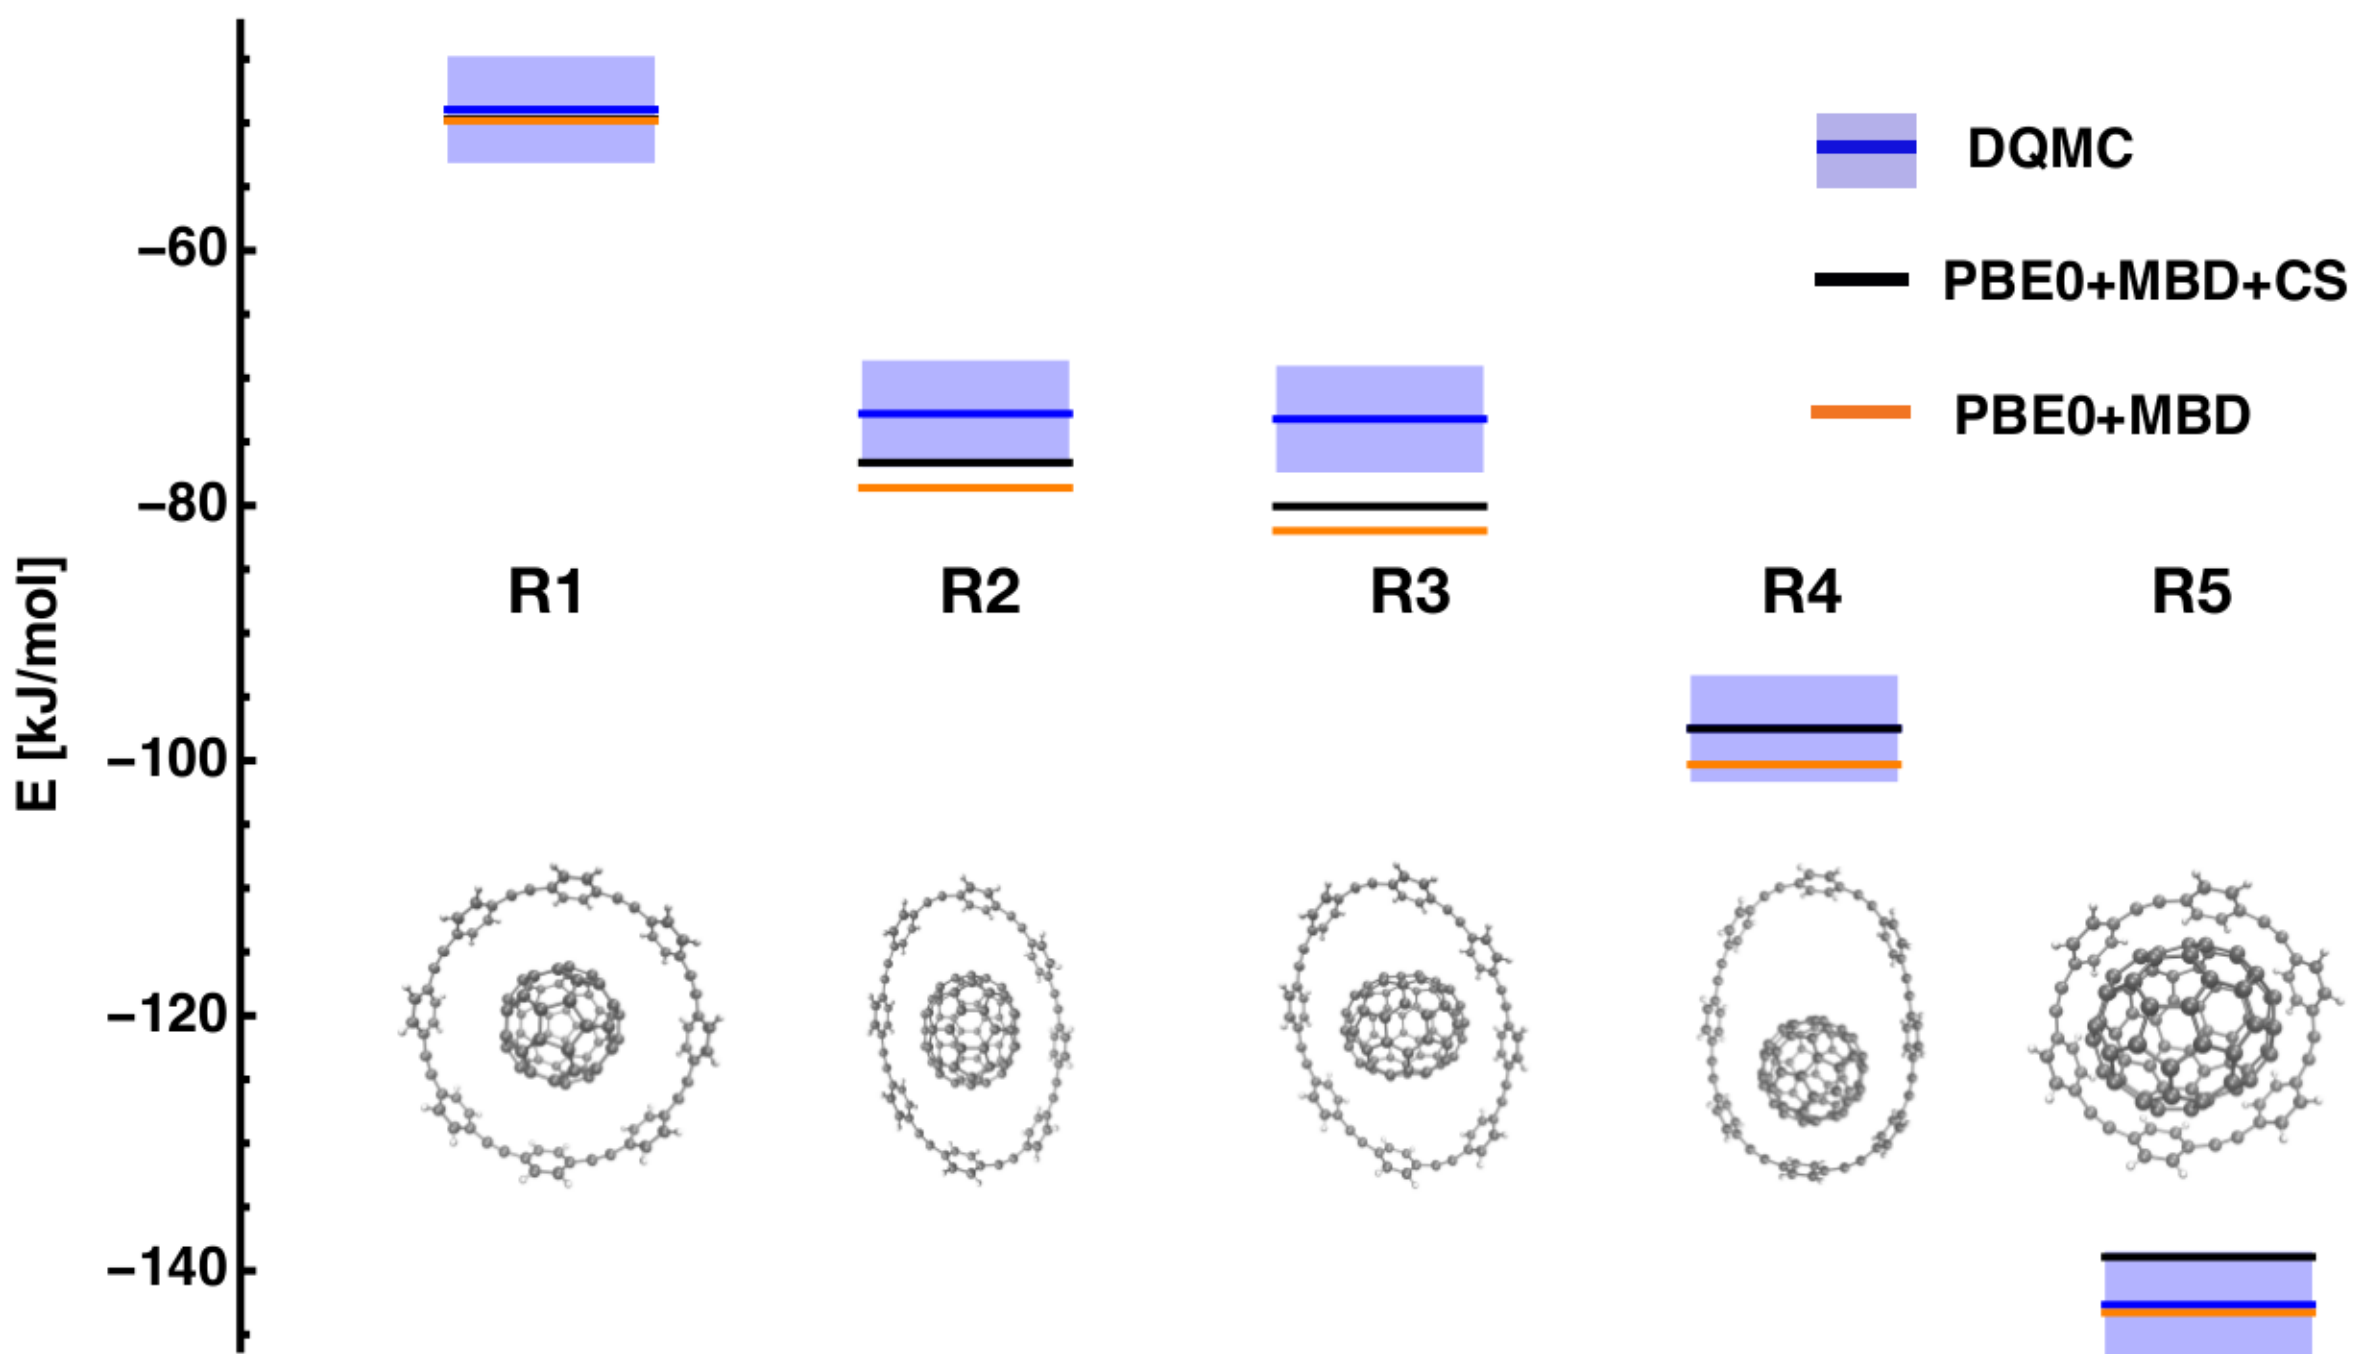 DQMC
PBE0+MBD+CS
PBE0+MBD
E [kJ/mol]
−60
−80
−100
−120
−140
R1 R2 R3 R4 R5